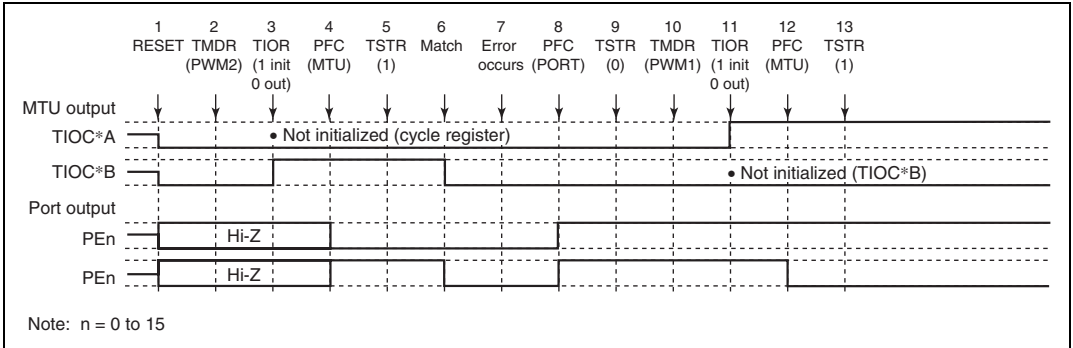 1 2 3 4 5 6 7 8 9 10 11 12 13
RESET TMDR TIOR PFC TSTR Match Error PFC TSTR TMDR TIOR PFC TSTR
(PWM2) (1 init (MTU) (1) occurs (PORT) (0) (PWM1) (1 init (MTU) (1)
0 out) 0 out)
MTU output
TIOC*A • Not initialized (cycle register)
TIOC*B • Not initialized (TIOC*B)
Port output
PEn Hi-Z
PEn Hi-Z
Note: n = 0 to 15